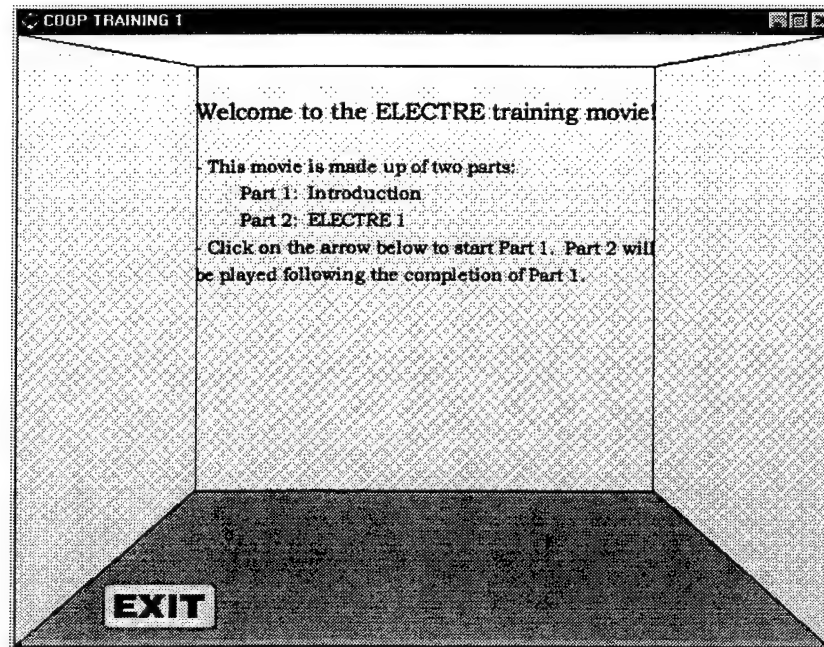 COOP TRAINING 1
Welcome to the ELECTRE training movie!
- This movie is made up of two parts:
Part 1: Introduction
Part 2: ELECTRE 1
- Click on the arrow below to start Part 1. Part 2 will
be played following the completion of Part 1.
EXIT